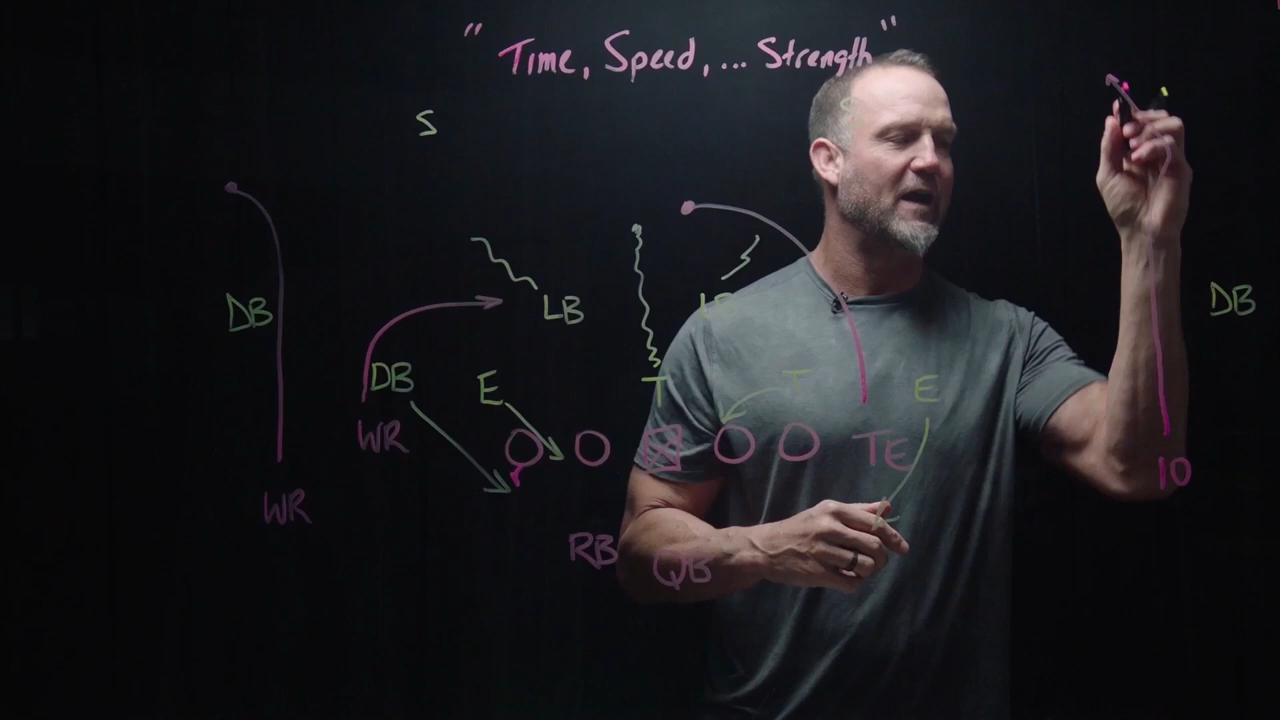 " Time, Speed, ... Strength "
S
DB LB DB
DB E T T E
WR TE
WR 10
RB QB